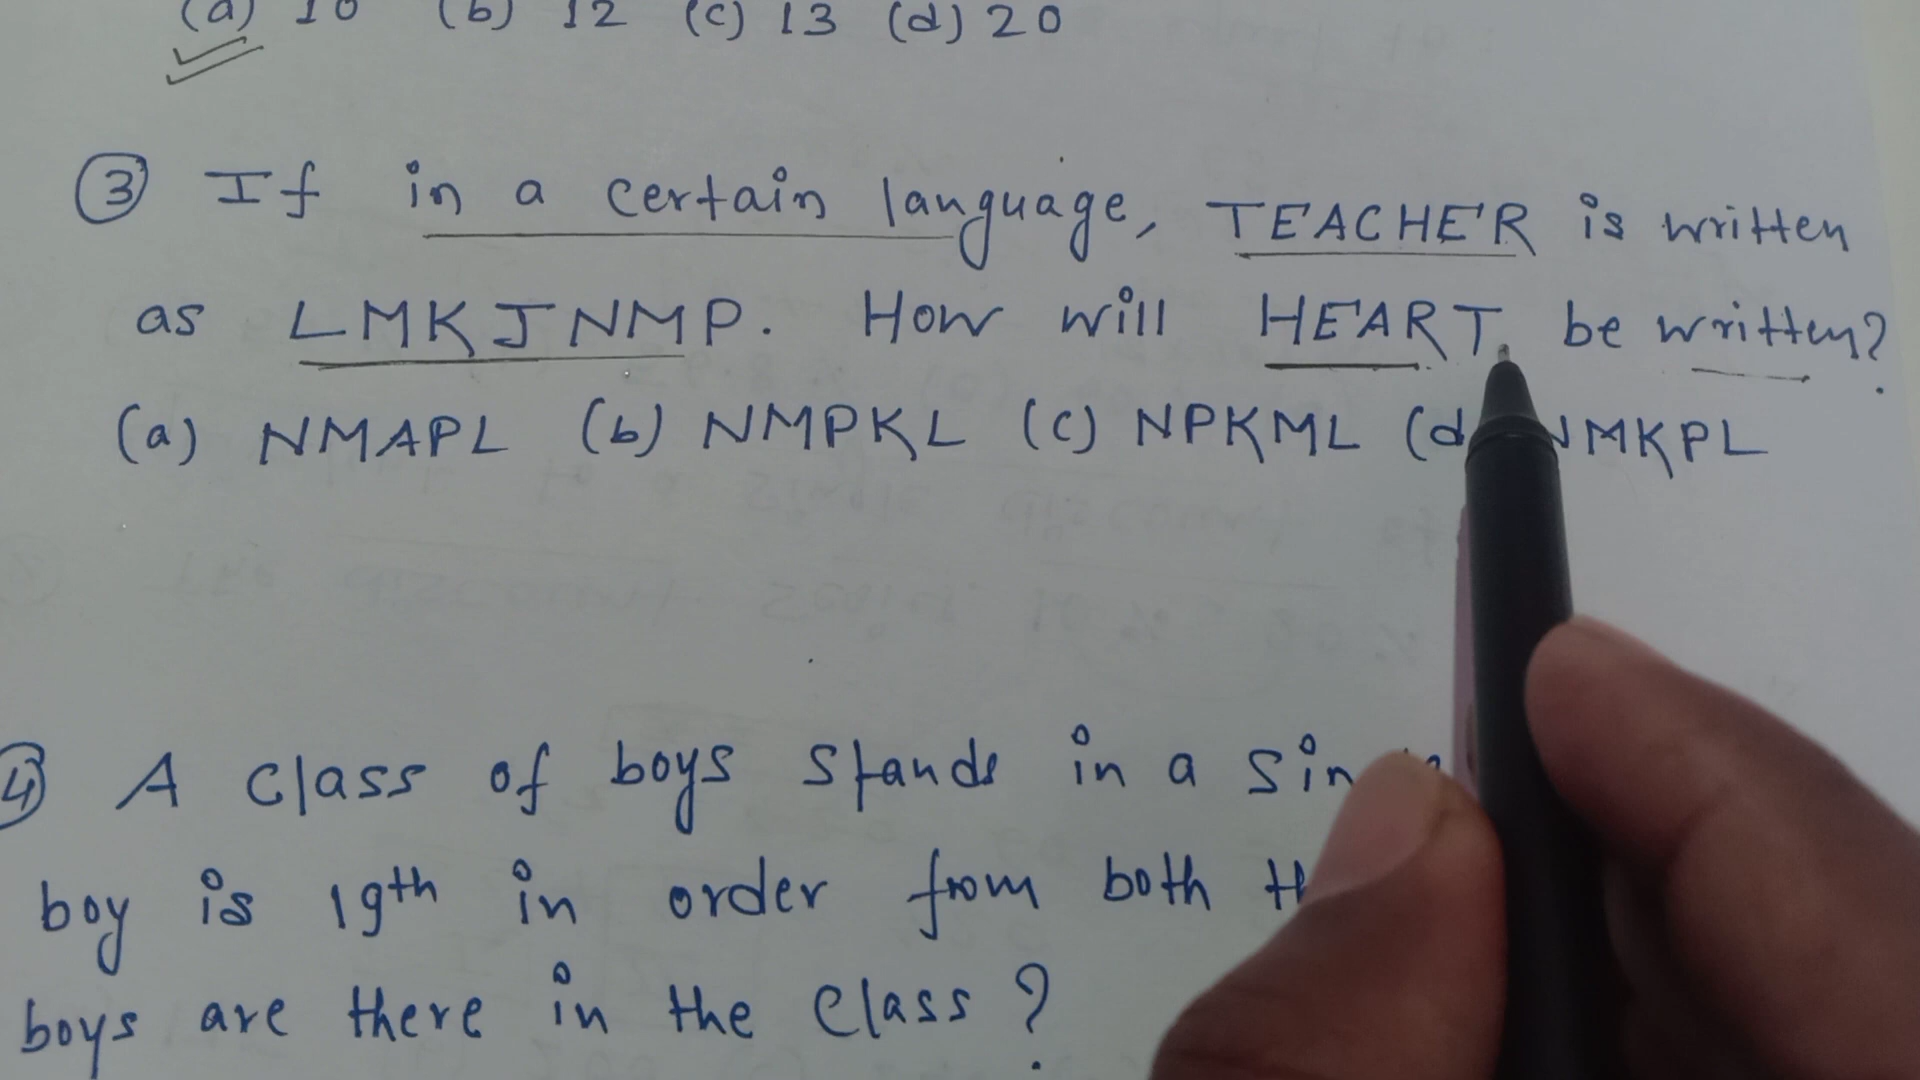 (a) 10 (b) 12 (c) 13 (d) 20
③ If in a certain language, TEACHER is written
as LMKJNMP. How will HEART be written?
(a) NMAPL (b) NMPKL (c) NPKML (d NMKPL
④ A class of boys stands in a
boy is 19th in order from both
boys are there in the class?